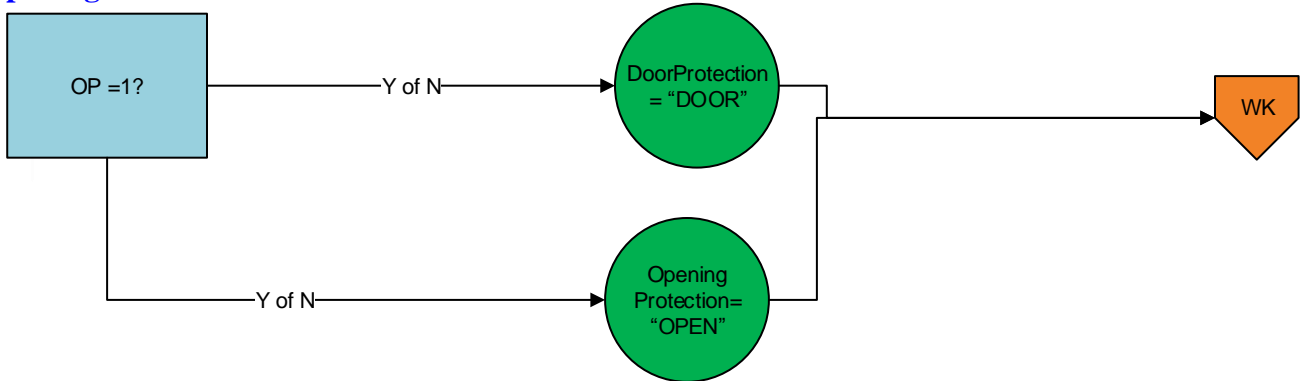 OP =1?
Y of N
DoorProtection
= “DOOR”
WK
Y of N
Opening
Protection=
“OPEN”